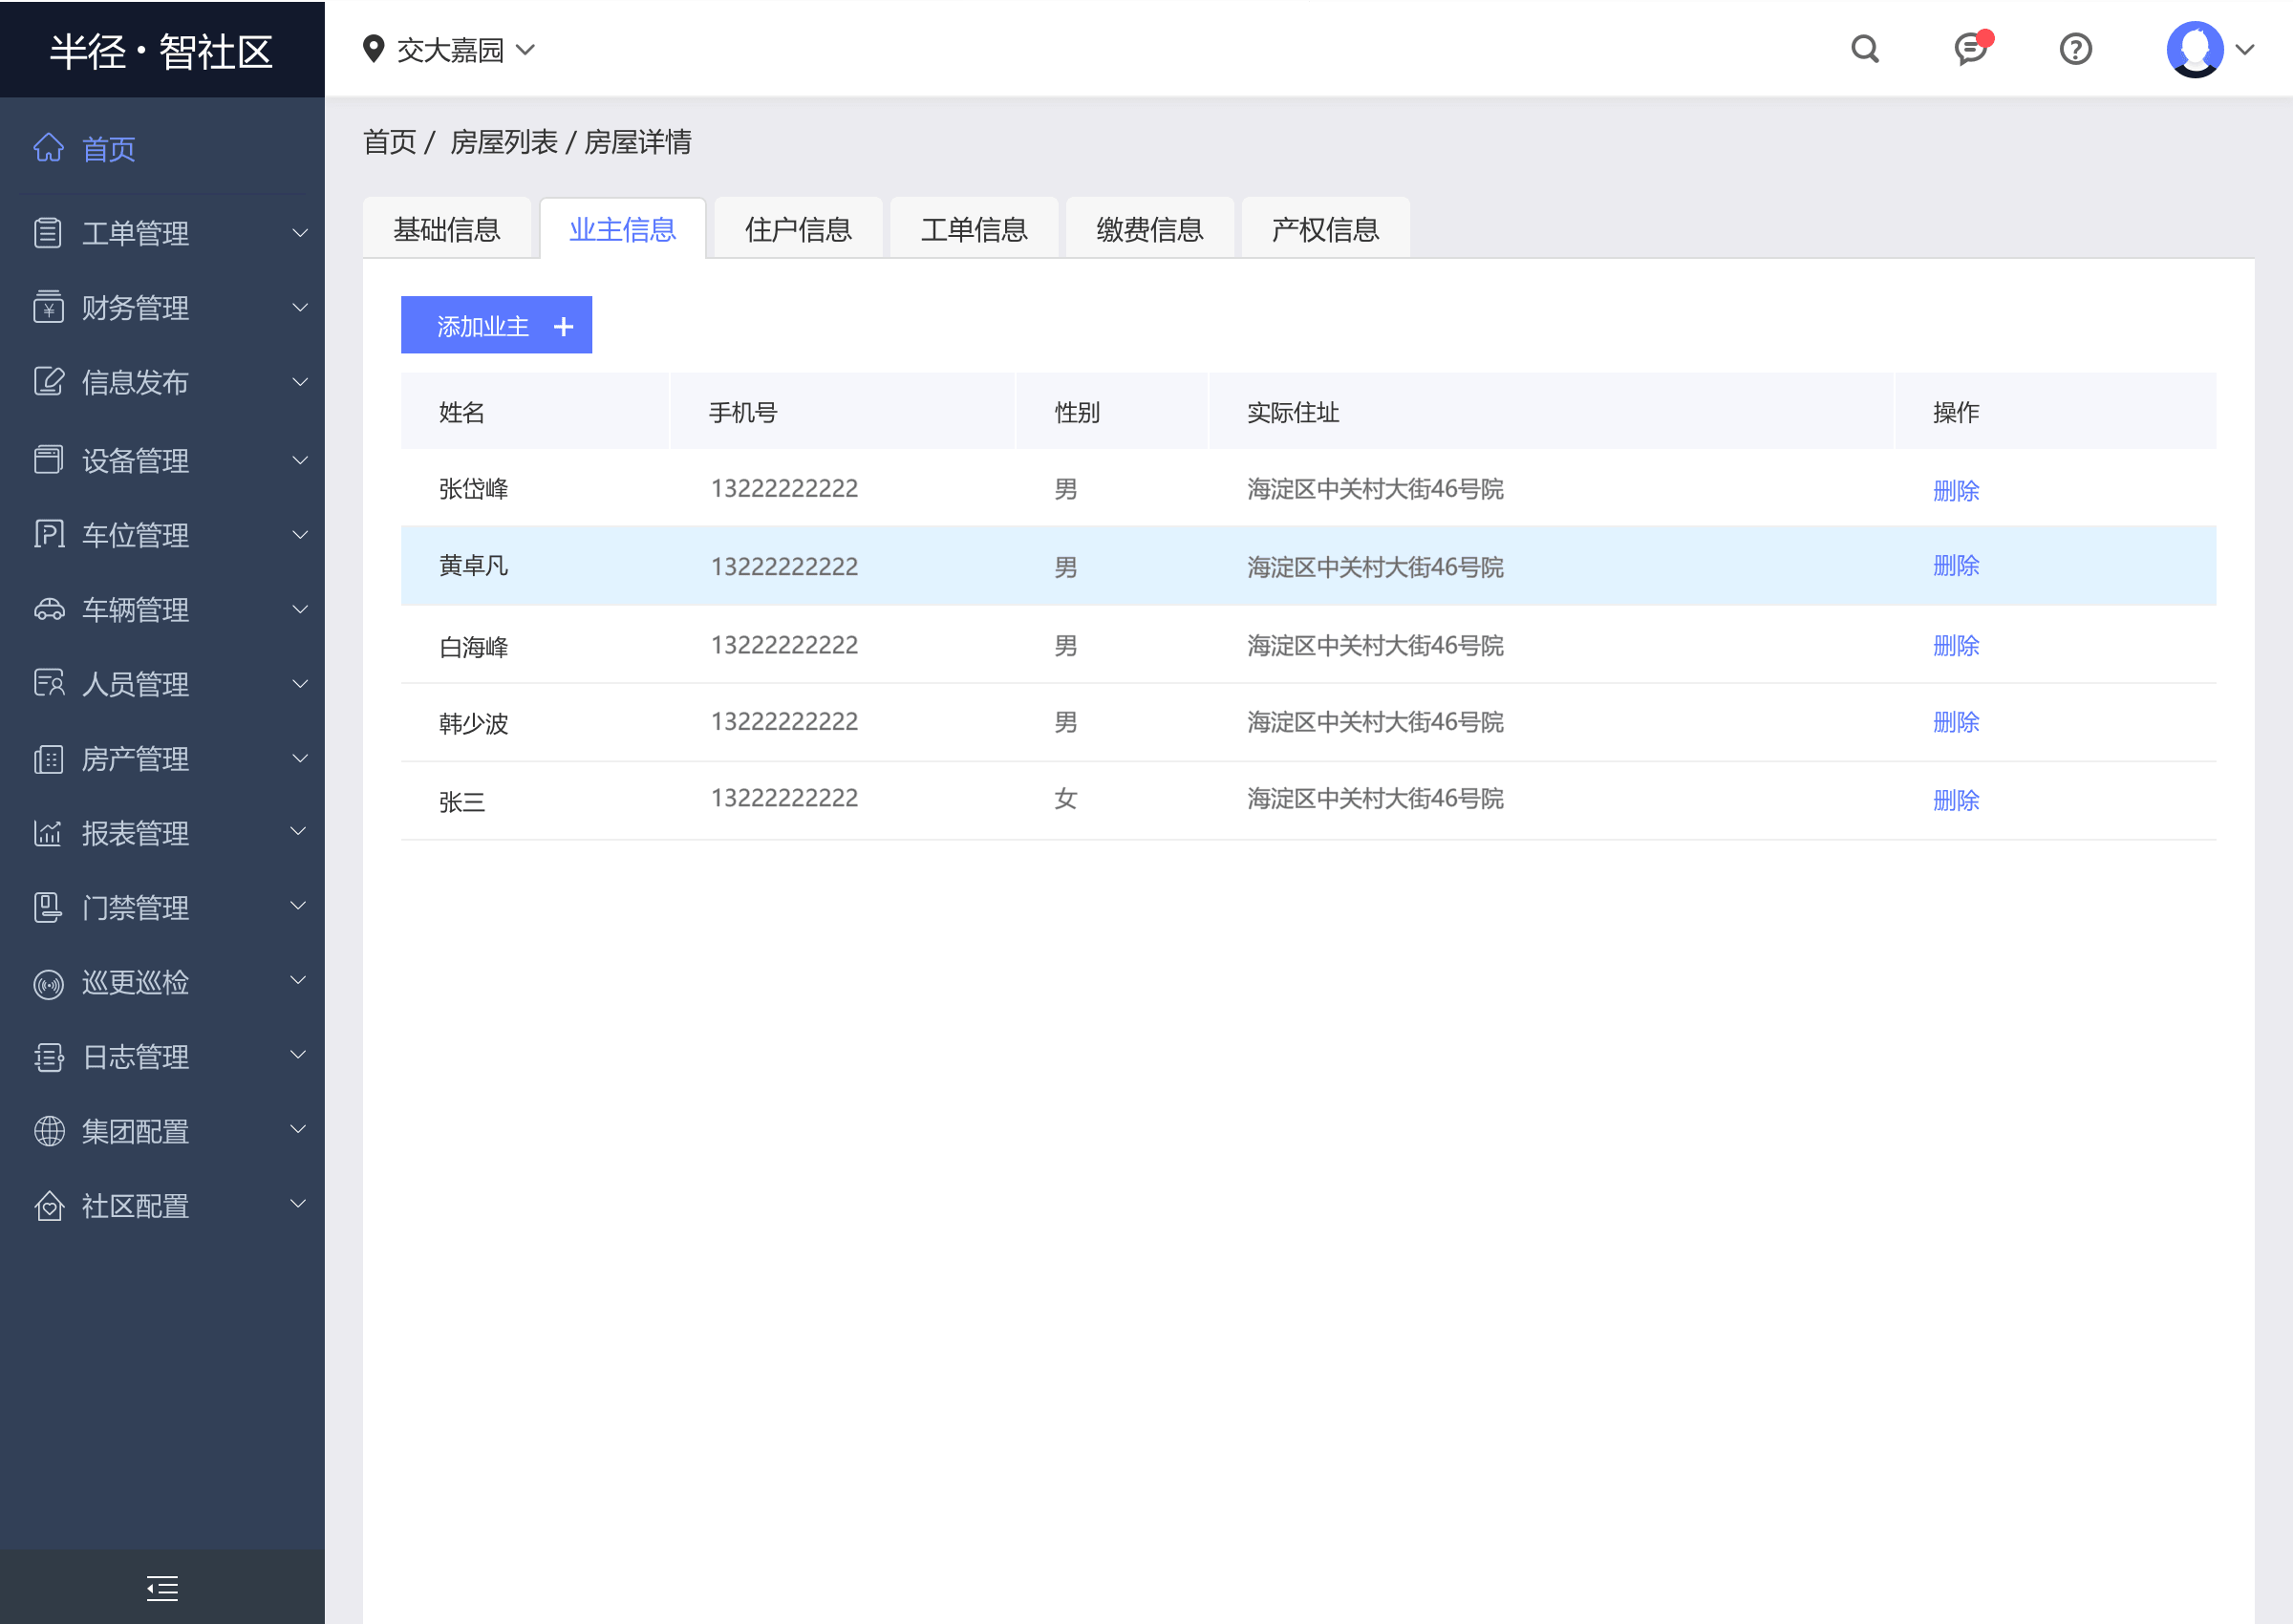 半径·智社区
交大嘉园
首页
工单管理
财务管理
信息发布
设备管理
车位管理
车辆管理
人员管理
房产管理
报表管理
门禁管理
巡更巡检
日志管理
集团配置
社区配置
首页 / 房屋列表 / 房屋详情
基础信息 业主信息 住户信息 工单信息 缴费信息 产权信息
添加业主 +
姓名 手机号 性别 实际住址 操作
张岱峰 13222222222 男 海淀区中关村大街46号院 删除
黄卓凡 13222222222 男 海淀区中关村大街46号院 删除
白海峰 13222222222 男 海淀区中关村大街46号院 删除
韩少波 13222222222 男 海淀区中关村大街46号院 删除
张三 13222222222 女 海淀区中关村大街46号院 删除